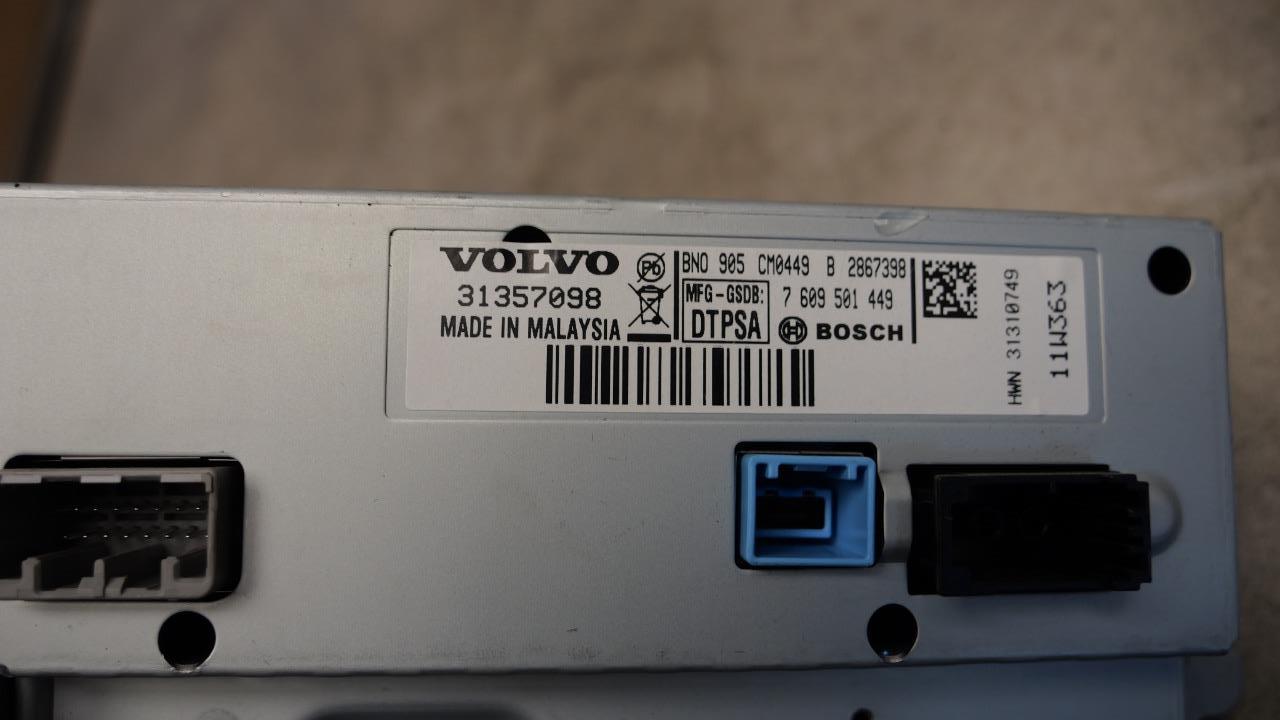 VOLVO
31357098
MADE IN MALAYSIA
Pb
BNO 905 CM0449 B 2867398
MFG-GSDB:
DTPSA
7 609 501 449
BOSCH
HWN 31310749
11W363